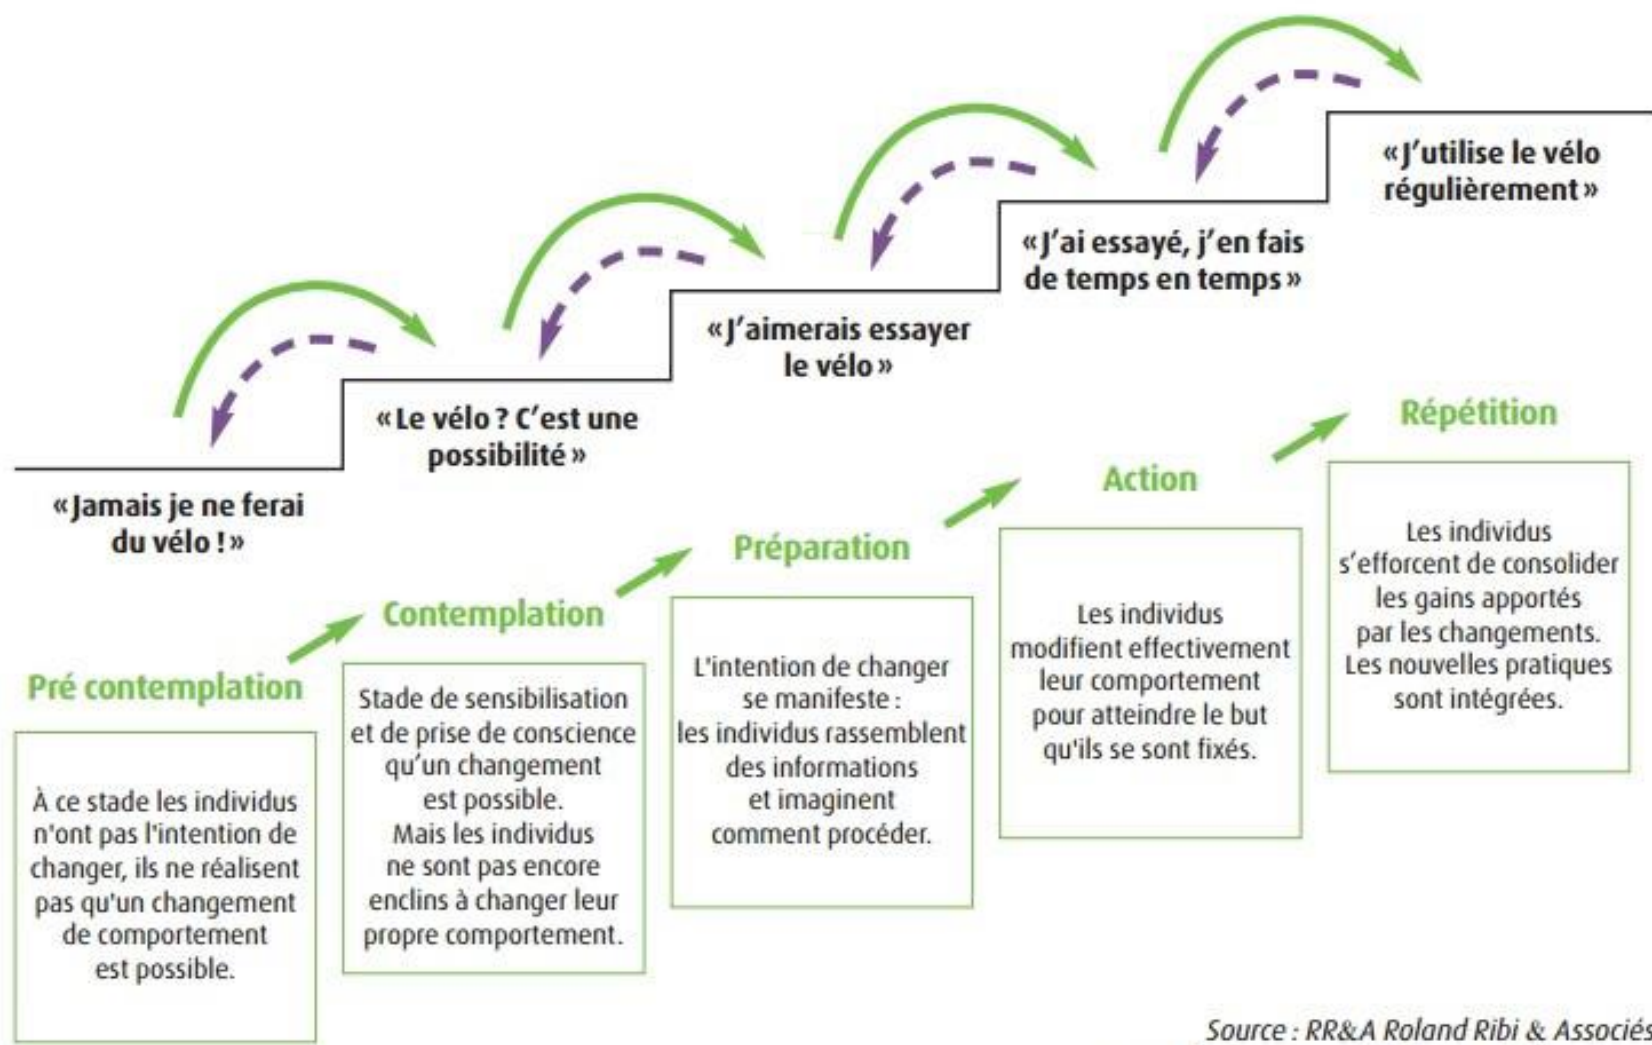 « J’utilise le vélo
régulièrement »
« J’ai essayé, j’en fais
de temps en temps »
« J’aimerais essayer
le vélo »
« Le vélo ? C’est une
possibilité »
« Jamais je ne ferai
du vélo ! »
Pré contemplation
À ce stade les individus
n'ont pas l'intention de
changer, ils ne réalisent
pas qu'un changement
de comportement
est possible.
Contemplation
Stade de sensibilisation
et de prise de conscience
qu’un changement
est possible.
Mais les individus
ne sont pas encore
enclins à changer leur
propre comportement.
Préparation
L'intention de changer
se manifeste :
les individus rassemblent
des informations
et imaginent
comment procéder.
Action
Les individus
modifient effectivement
leur comportement
pour atteindre le but
qu'ils se sont fixés.
Répétition
Les individus
s’efforcent de consolider
les gains apportés
par les changements.
Les nouvelles pratiques
sont intégrées.
Source : RR&A Roland Ribi & Associés